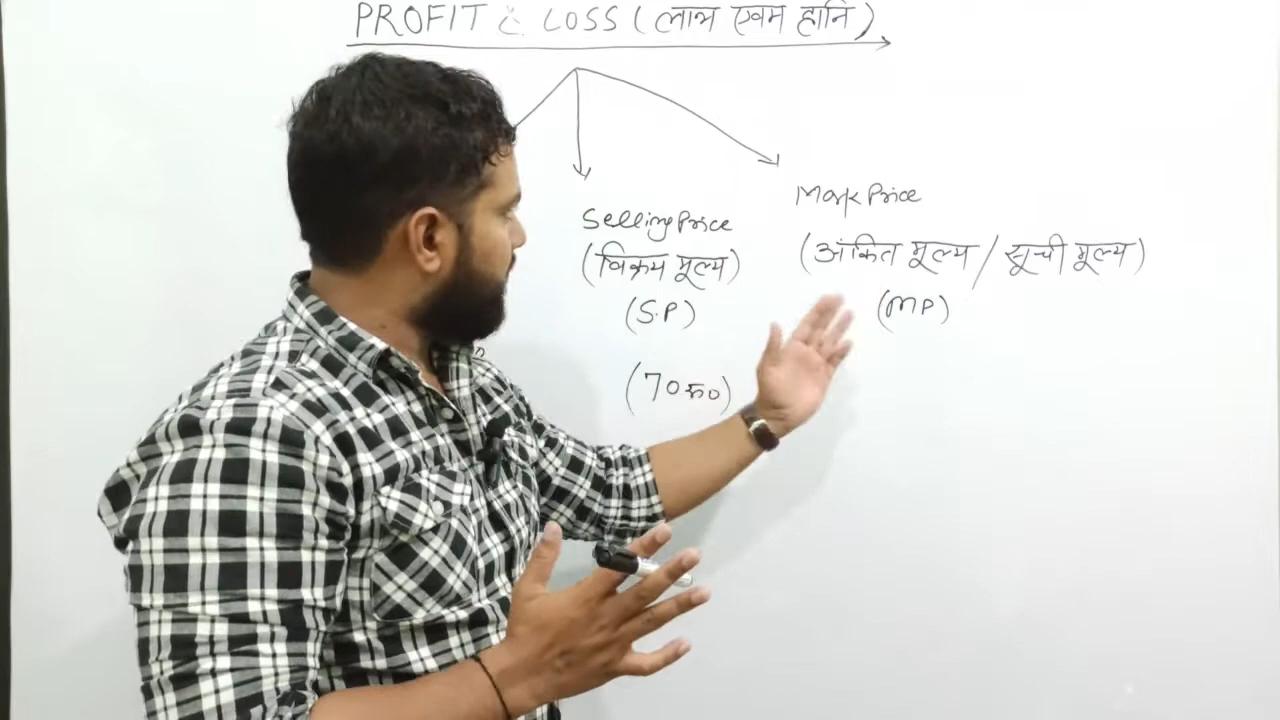 PROFIT & LOSS (लाभ एवम हानि)
Selling Price
(विक्रय मूल्य)
(S.P)
(70रू0)
Mark Price
(अंकित मूल्य / सूची मूल्य)
(MP)